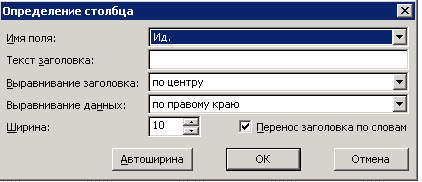 Определение столбца
Имя поля: Ид.
Текст заголовка:
Выравнивание заголовка: по центру
Выравнивание данных: по правому краю
Ширина: 10 Перенос заголовка по словам
Автоширина OK Отмена